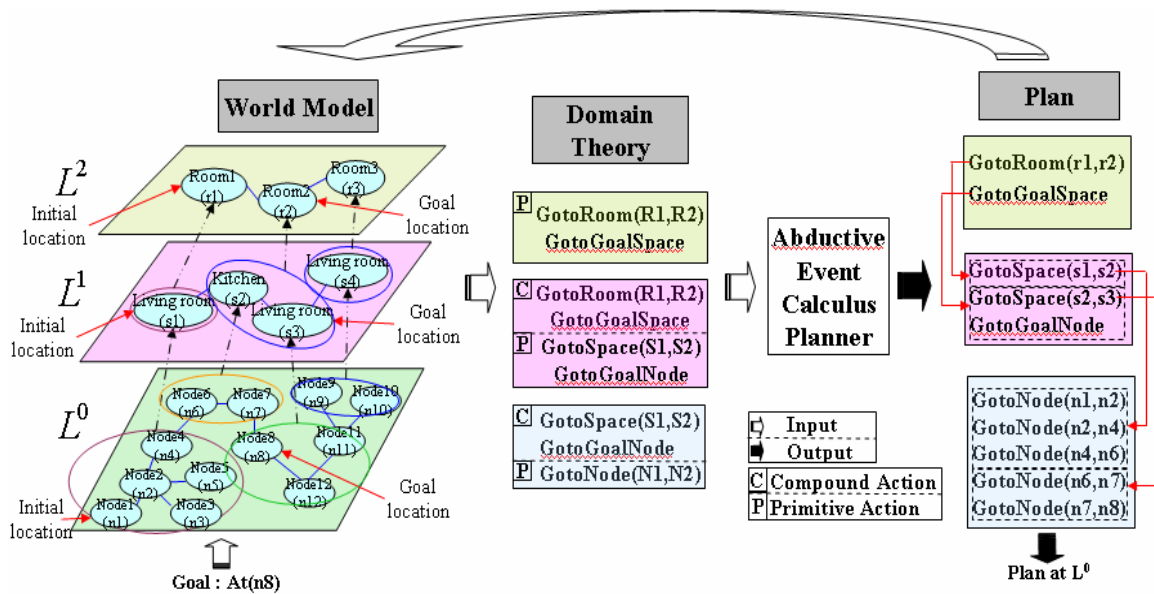 World Model
Domain
Theory
Plan
L2
Room1
(r1)
Room2
(r2)
Room3
(r3)
Initial
location
Goal
location
L1
Living room
(s1)
Kitchen
(s2)
Living room
(s3)
Living room
(s4)
Initial
location
Goal
location
L0
Node6
(n6)
Node7
(n7)
Node9
(n9)
Node10
(n10)
Node4
(n4)
Node8
(n8)
Node11
(n11)
Node2
(n2)
Node5
(n5)
Node12
(n12)
Node1
(n1)
Node3
(n3)
Initial
location
Goal
location
Goal : At(n8)
P
GotoRoom(R1,R2)
GotoGoalSpace
C
GotoRoom(R1,R2)
GotoGoalSpace
P
GotoSpace(S1,S2)
GotoGoalNode
C
GotoSpace(S1,S2)
GotoGoalNode
P
GotoNode(N1,N2)
Abductive
Event
Calculus
Planner
Input
Output
C Compound Action
P Primitive Action
GotoRoom(r1,r2)
GotoGoalSpace
GotoSpace(s1,s2)
GotoSpace(s2,s3)
GotoGoalNode
GotoNode(n1,n2)
GotoNode(n2,n4)
GotoNode(n4,n6)
GotoNode(n6,n7)
GotoNode(n7,n8)
Plan at L0